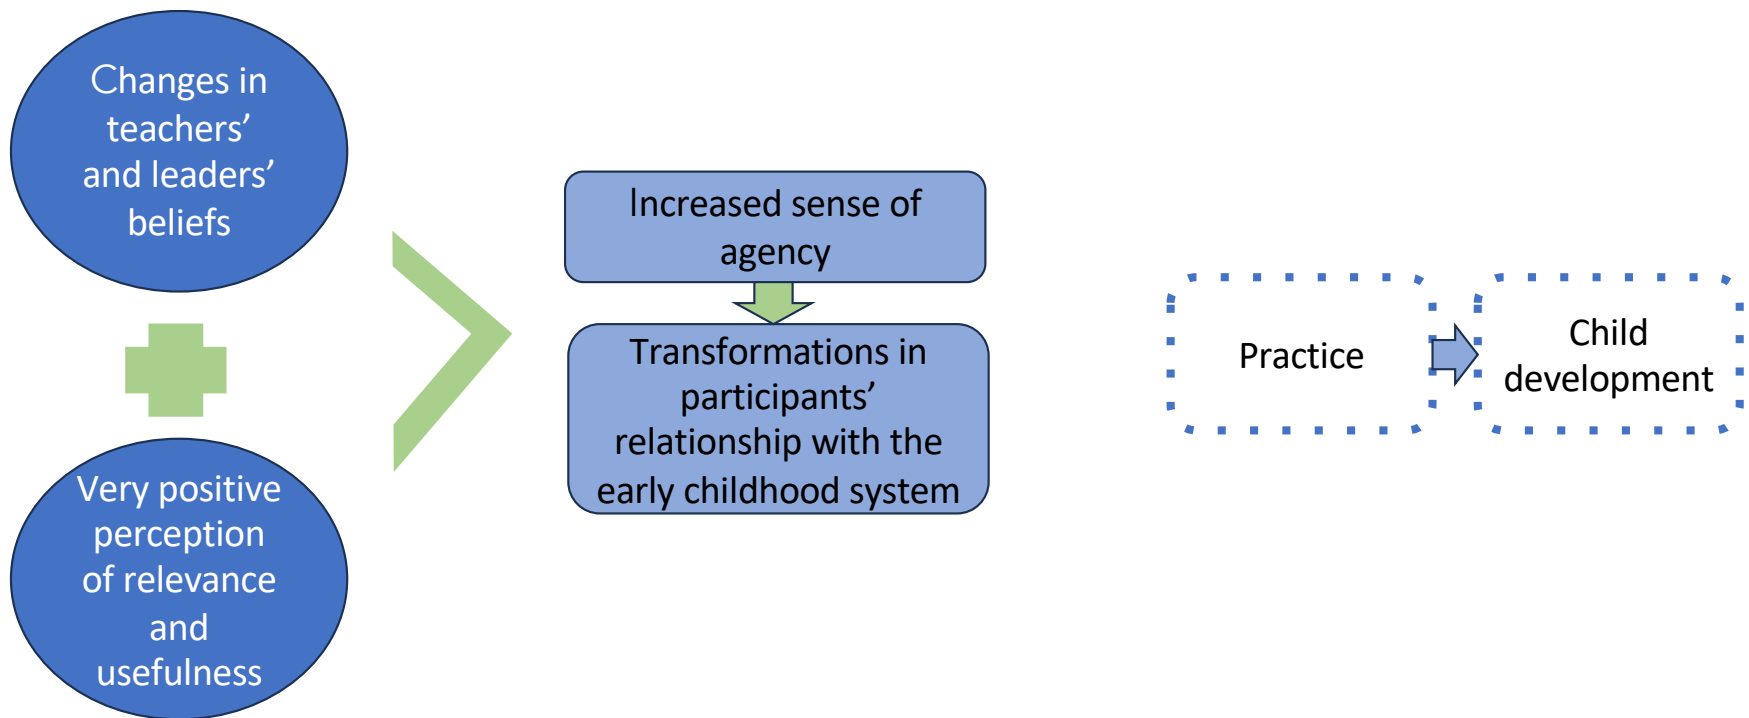 Changes in
teachers’
and leaders’
beliefs
Very positive
perception
of relevance
and
usefulness
Increased sense of
agency
Transformations in
participants’
relationship with the
early childhood system
Practice
Child
development